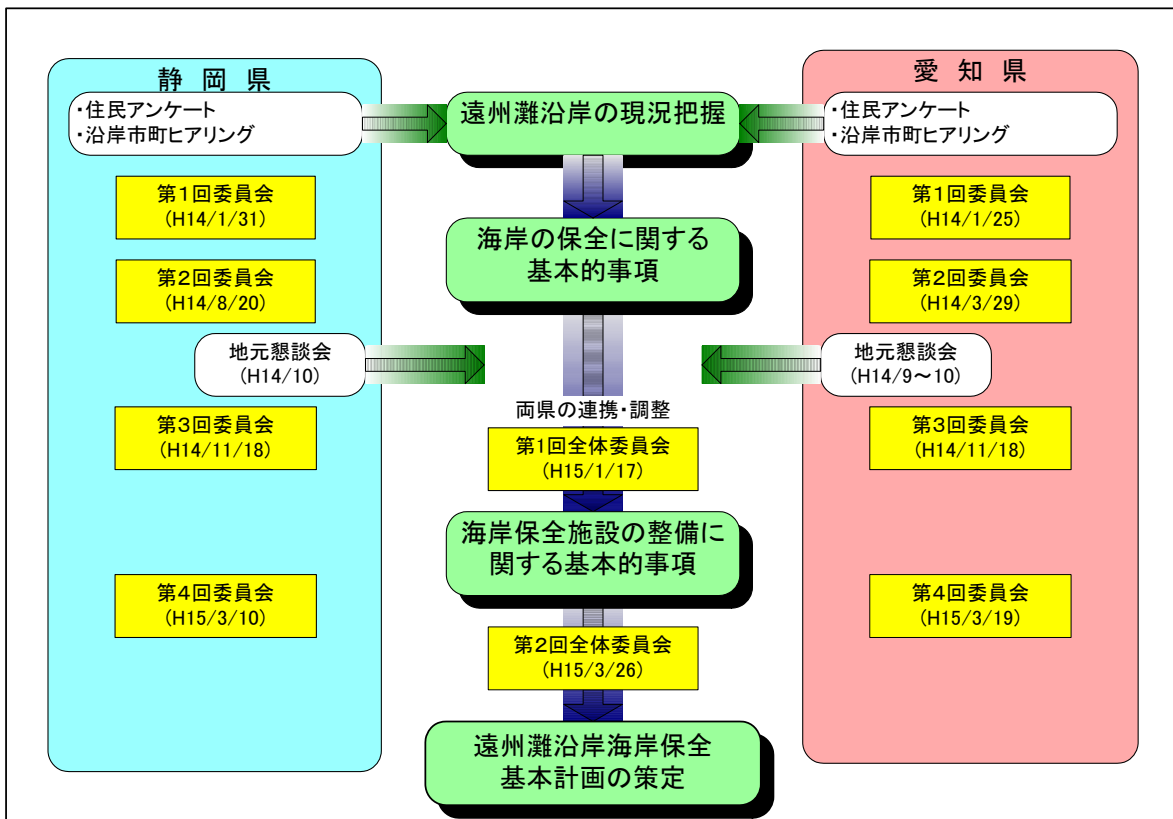 静 岡 県
・住民アンケート
・沿岸市町ヒアリング
第1回委員会
(H14/1/31)
第2回委員会
(H14/8/20)
地元懇談会
(H14/10)
第3回委員会
(H14/11/18)
第4回委員会
(H15/3/10)
遠州灘沿岸の現況把握
海岸の保全に関する
基本的事項
両県の連携・調整
第1回全体委員会
(H15/1/17)
海岸保全施設の整備に
関する基本的事項
第2回全体委員会
(H15/3/26)
遠州灘沿岸海岸保全
基本計画の策定
愛 知 県
・住民アンケート
・沿岸市町ヒアリング
第1回委員会
(H14/1/25)
第2回委員会
(H14/3/29)
地元懇談会
(H14/9～10)
第3回委員会
(H14/11/18)
第4回委員会
(H15/3/19)